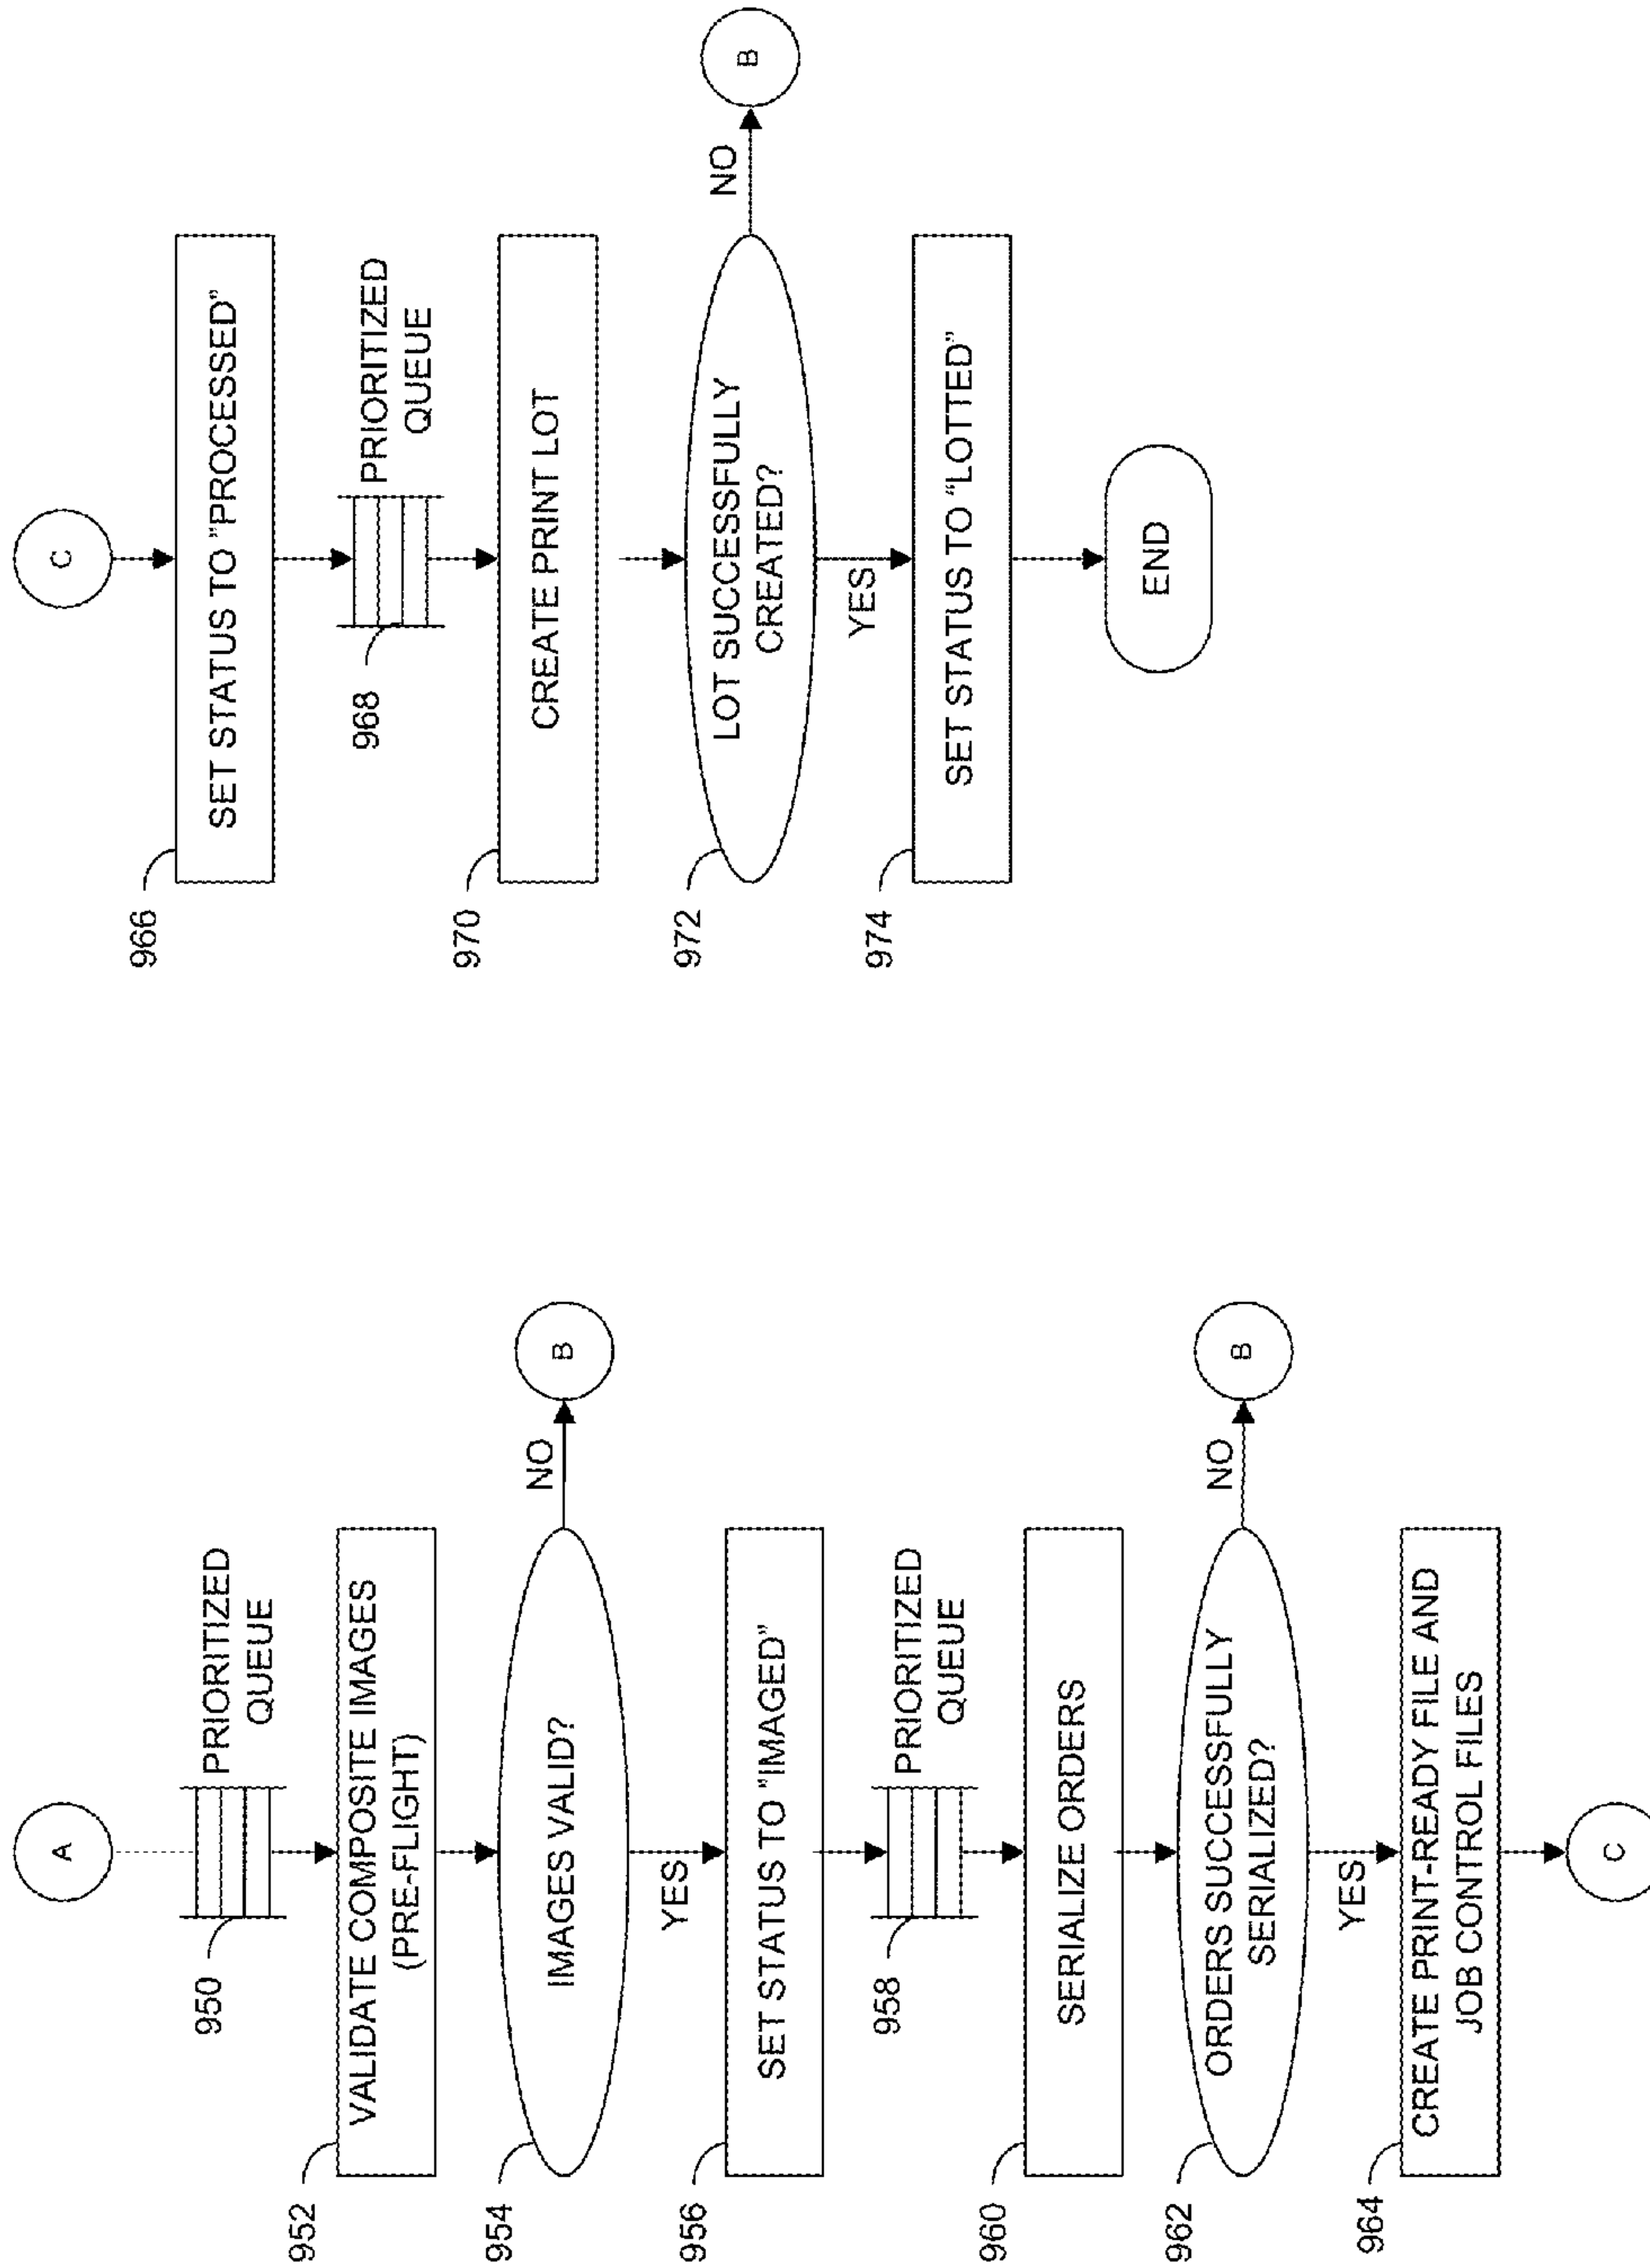 A
950
PRIORITIZED
QUEUE
952
VALIDATE COMPOSITE IMAGES
(PRE-FLIGHT)
954
IMAGES VALID?
NO
B
YES
956
SET STATUS TO "IMAGED"
958
PRIORITIZED
QUEUE
960
SERIALIZE ORDERS
962
ORDERS SUCCESSFULLY
SERIALIZED?
NO
B
YES
964
CREATE PRINT-READY FILE AND
JOB CONTROL FILES
C
C
966
SET STATUS TO "PROCESSED"
968
PRIORITIZED
QUEUE
970
CREATE PRINT LOT
972
LOT SUCCESSFULLY
CREATED?
NO
B
YES
974
SET STATUS TO "LOTTED"
END